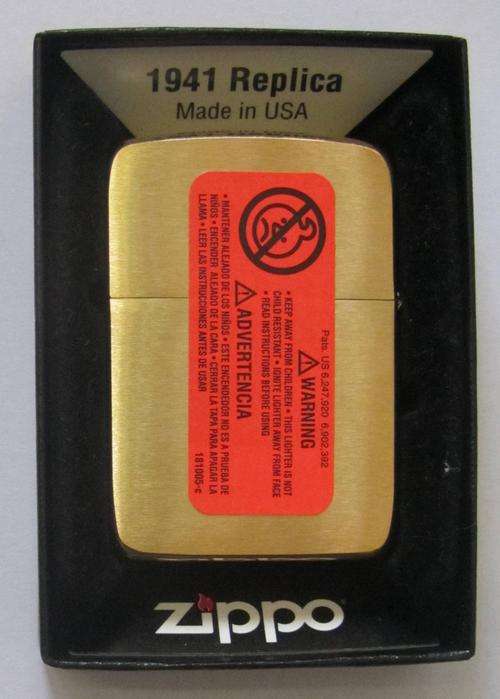 1941 Replica
Made in USA
Pats. US 6,247,920 6,902,392
WARNING
• KEEP AWAY FROM CHILDREN • THIS LIGHTER IS NOT
CHILD RESISTANT • IGNITE LIGHTER AWAY FROM FACE
• READ INSTRUCTIONS BEFORE USING
ADVERTENCIA
• MANTENER ALEJADO DE LOS NIÑOS • ESTE ENCENDEDOR NO ES A PRUEBA DE
NIÑOS • ENCENDER ALEJADO DE LA CARA • CERRAR LA TAPA PARA APAGAR LA
LLAMA • LEER LAS INSTRUCCIONES ANTES DE USAR
181005-c
zippo